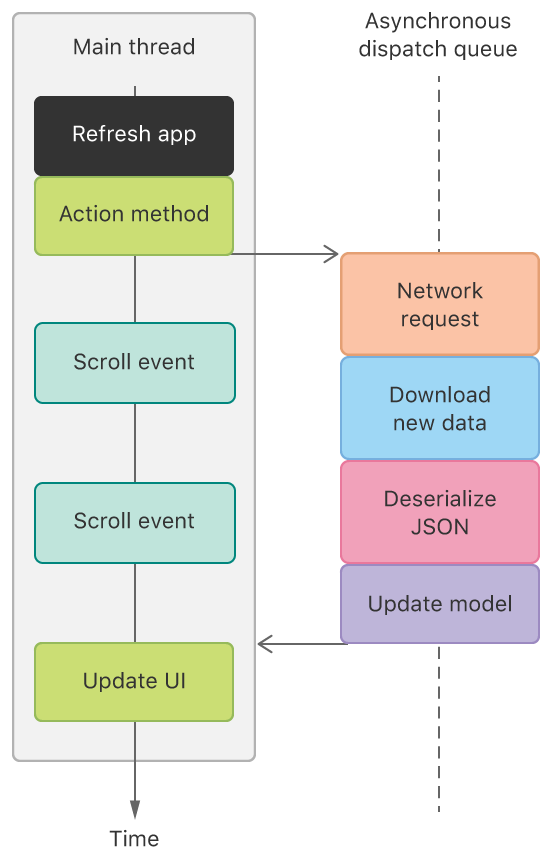 Main thread
Asynchronous
dispatch queue
Refresh app
Action method
Network
request
Scroll event
Download
new data
Scroll event
Deserialize
JSON
Update model
Update UI
Time